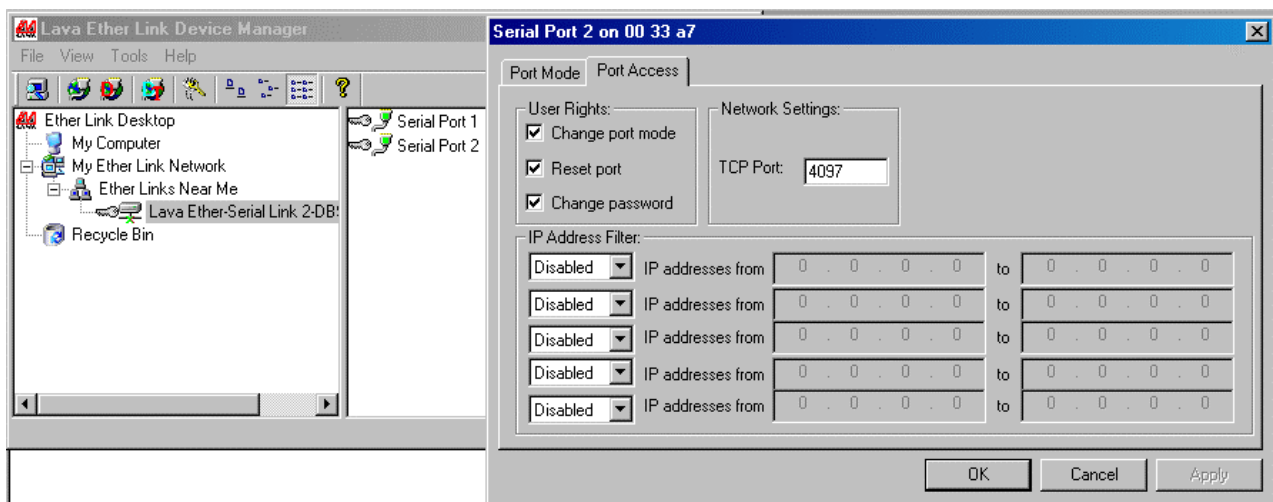 Lava Ether Link Device Manager
File View Tools Help
Ether Link Desktop
My Computer
My Ether Link Network
Ether Links Near Me
Lava Ether-Serial Link 2-DB
Recycle Bin
Serial Port 1
Serial Port 2
Serial Port 2 on 00 33 a7
Port Mode Port Access
User Rights:
Change port mode
Reset port
Change password
Network Settings:
TCP Port: 4097
IP Address Filter:
Disabled IP addresses from 0 . 0 . 0 . 0 to 0 . 0 . 0 . 0
Disabled IP addresses from 0 . 0 . 0 . 0 to 0 . 0 . 0 . 0
Disabled IP addresses from 0 . 0 . 0 . 0 to 0 . 0 . 0 . 0
Disabled IP addresses from 0 . 0 . 0 . 0 to 0 . 0 . 0 . 0
Disabled IP addresses from 0 . 0 . 0 . 0 to 0 . 0 . 0 . 0
OK Cancel Apply